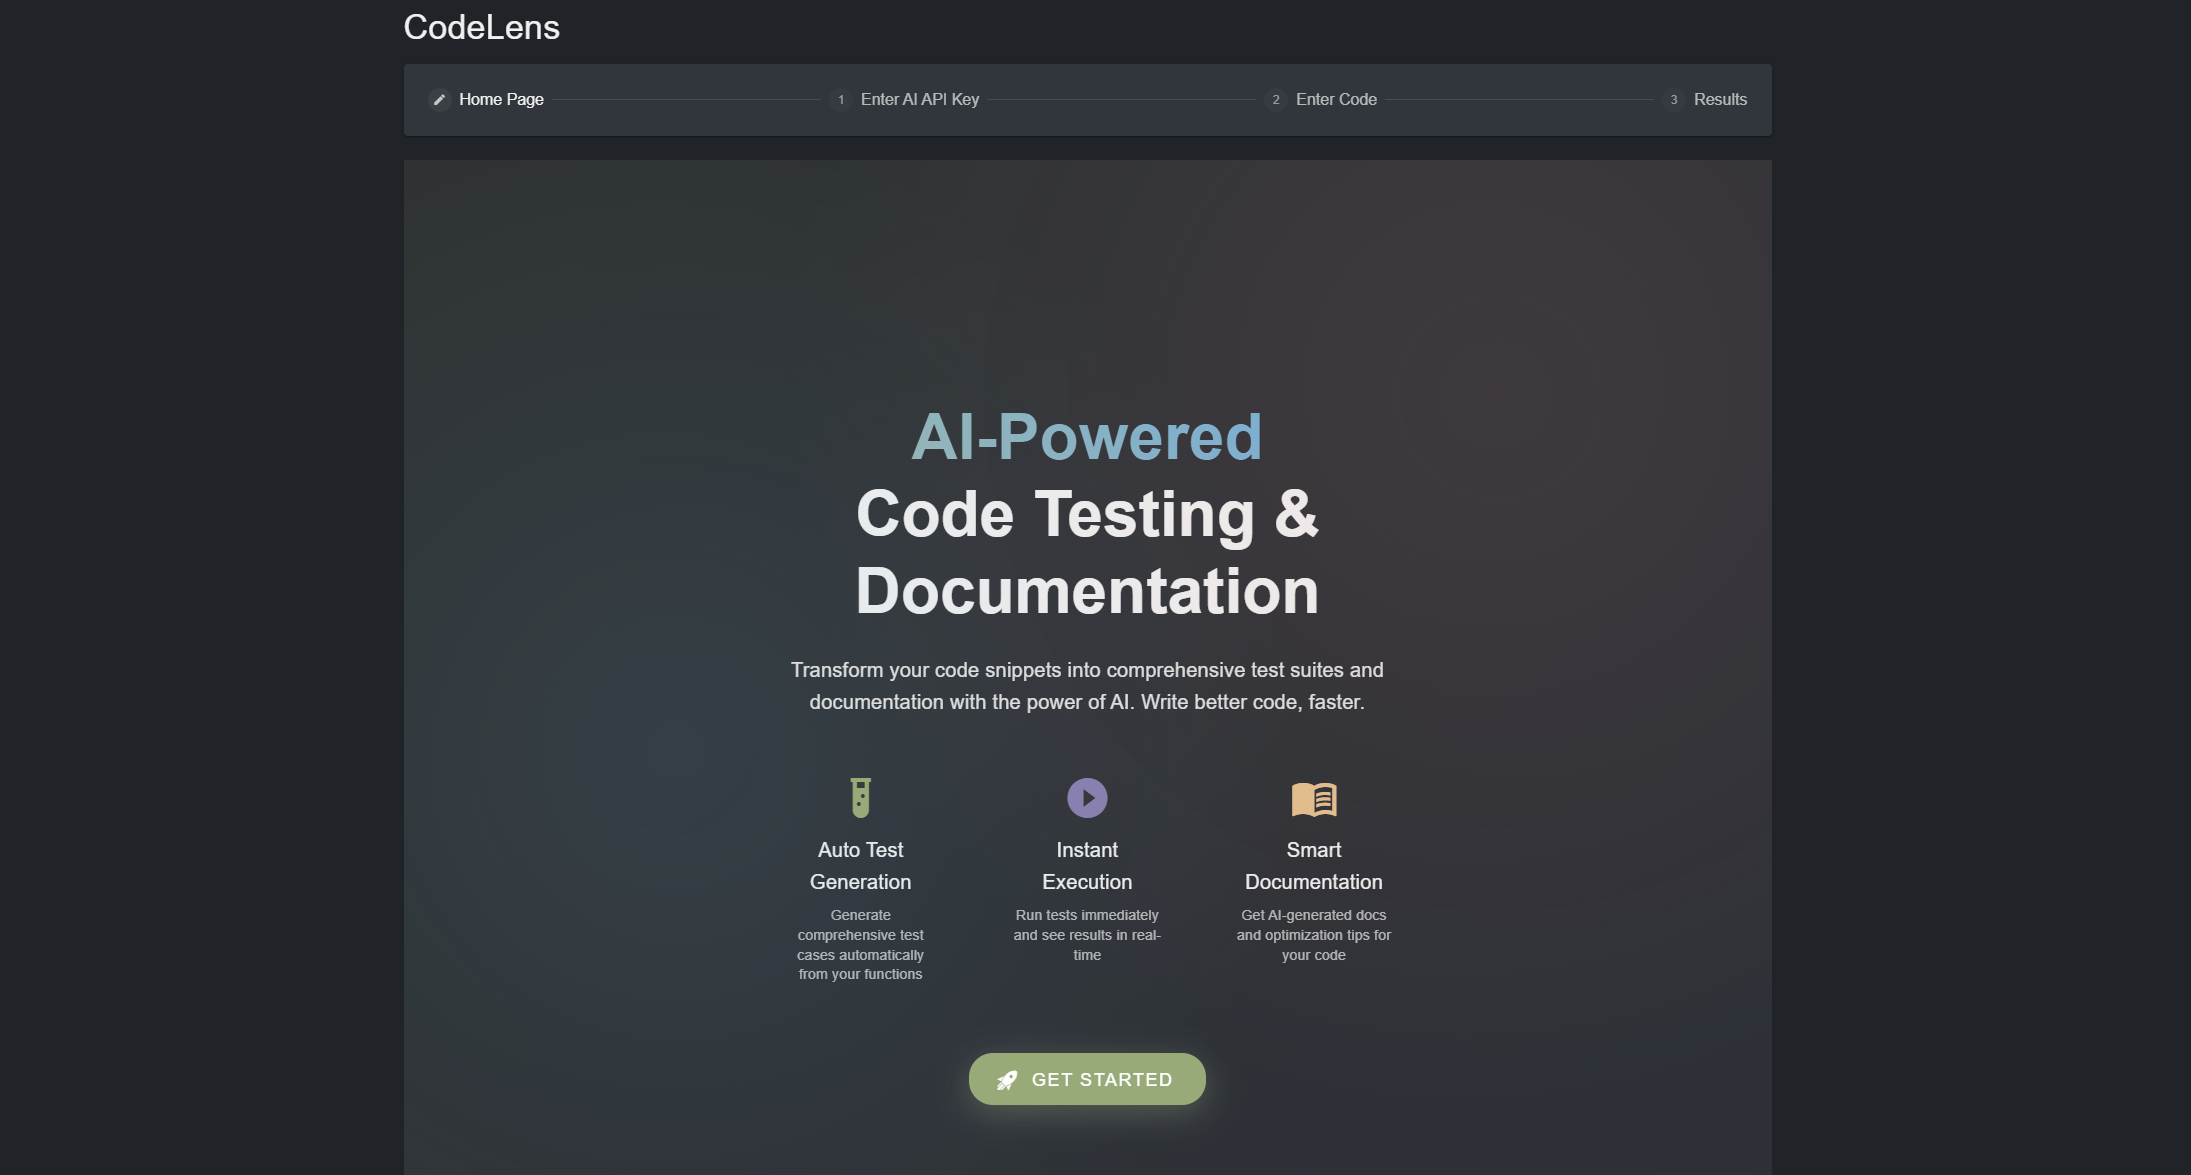 CodeLens
Home Page
1 Enter AI API Key
2 Enter Code
3 Results
AI-Powered
Code Testing &
Documentation
Transform your code snippets into comprehensive test suites and
documentation with the power of AI. Write better code, faster.
Auto Test
Generation
Generate
comprehensive test
cases automatically
from your functions
Instant
Execution
Run tests immediately
and see results in real-
time
Smart
Documentation
Get AI-generated docs
and optimization tips for
your code
GET STARTED